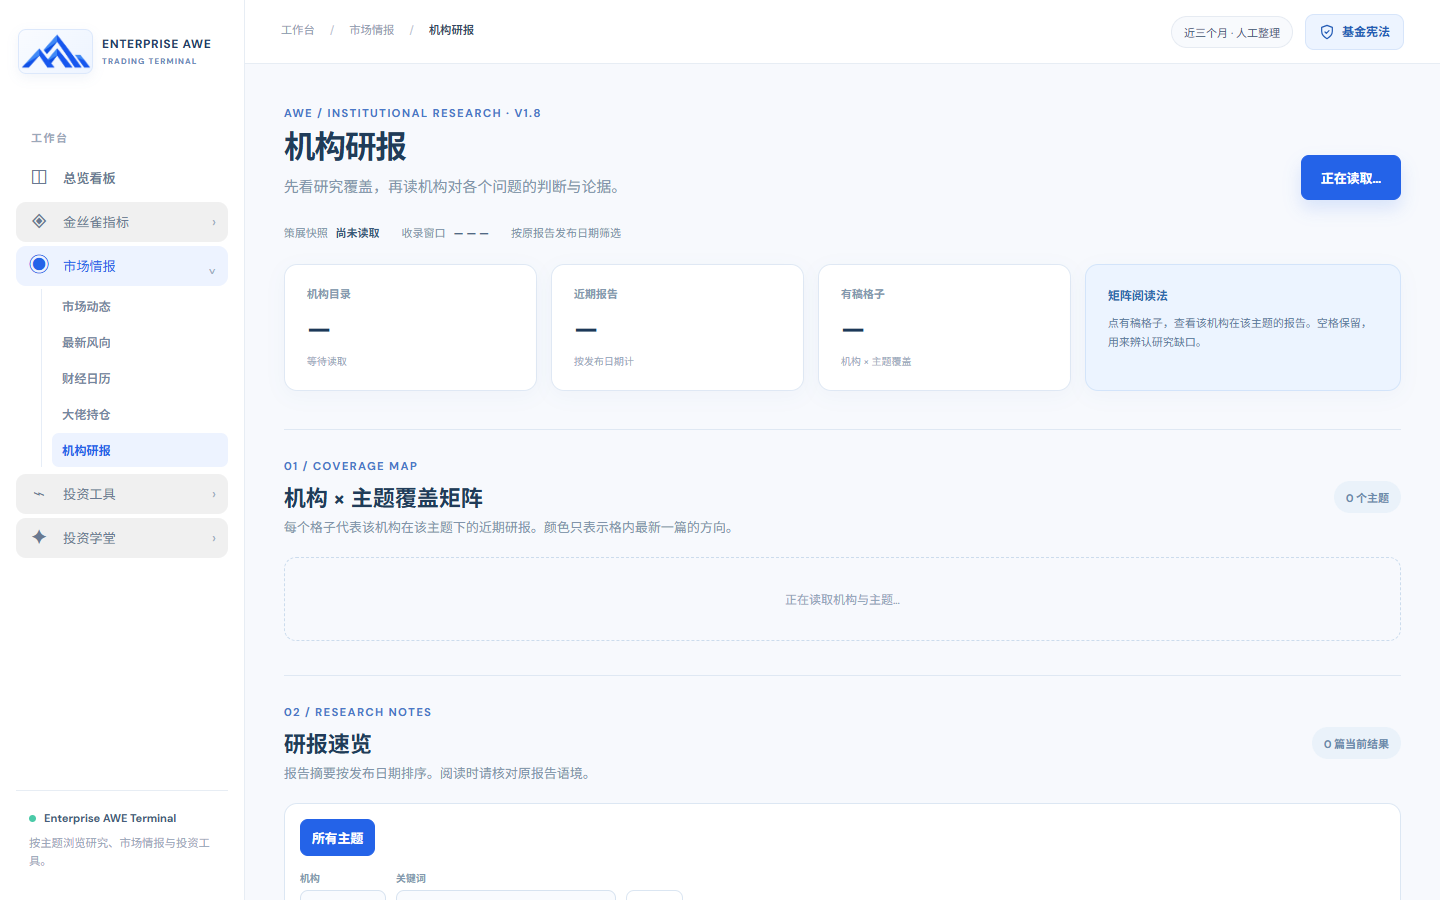 ENTERPRISE AWE
TRADING TERMINAL
工作台 / 市场情报 / 机构研报
近三个月 · 人工整理
基金宪法
工作台
总览看板
金丝雀指标
市场情报
市场动态
最新风向
财经日历
大佬持仓
机构研报
投资工具
投资学堂
Enterprise AWE Terminal
按主题浏览研究、市场情报与投资工
具。
AWE / INSTITUTIONAL RESEARCH · V1.8
机构研报
先看研究覆盖，再读机构对各个问题的判断与论据。
正在读取…
策展快照 尚未读取 收录窗口 — — — 按原报告发布日期筛选
机构目录
—
等待读取
近期报告
—
按发布日期计
有稿格子
—
机构 × 主题覆盖
矩阵阅读法
点有稿格子，查看该机构在该主题的报告。空格保留，
用来辨认研究缺口。
01 / COVERAGE MAP
机构 × 主题覆盖矩阵
每个格子代表该机构在该主题下的近期研报。颜色只表示格内最新一篇的方向。
0 个主题
正在读取机构与主题…
02 / RESEARCH NOTES
研报速览
报告摘要按发布日期排序。阅读时请核对原报告语境。
0 篇当前结果
所有主题
机构 关键词